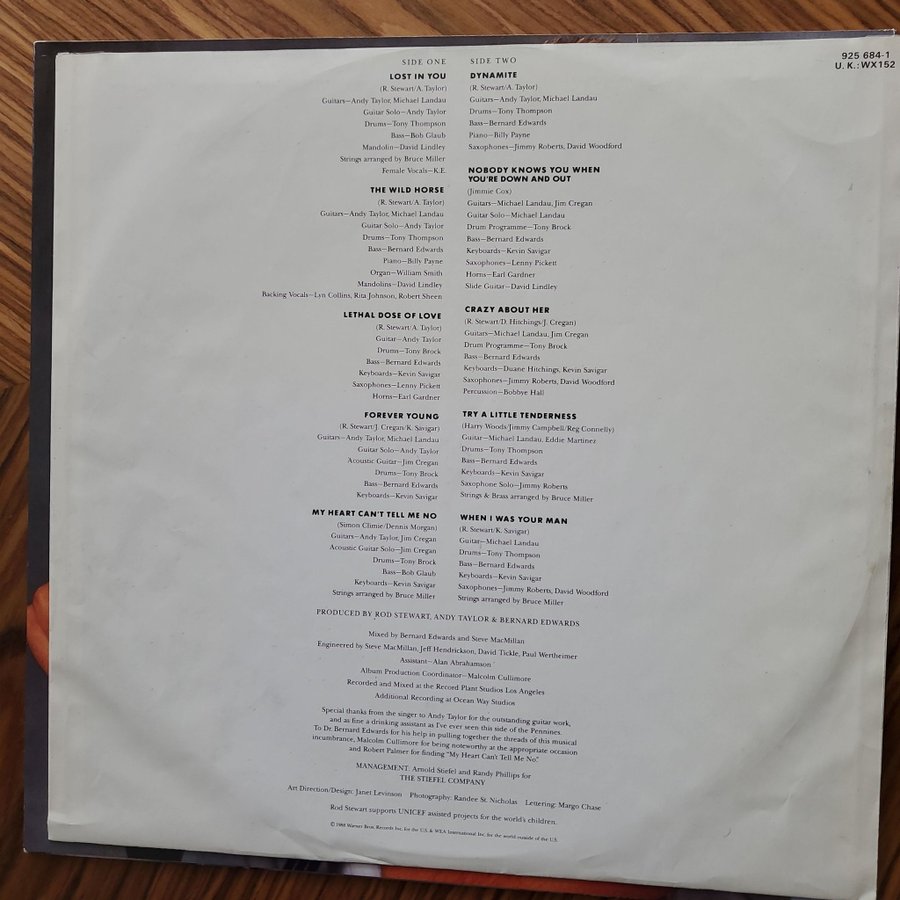 925 684-1
U. K.: WX152
SIDE ONE
LOST IN YOU
(R. Stewart/A. Taylor)
Guitars—Andy Taylor, Michael Landau
Guitar Solo—Andy Taylor
Drums—Tony Thompson
Bass—Bob Glaub
Mandolin—David Lindley
Strings arranged by Bruce Miller
Female Vocals—K.E.
THE WILD HORSE
(R. Stewart/A. Taylor)
Guitars—Andy Taylor, Michael Landau
Guitar Solo—Andy Taylor
Drums—Tony Thompson
Bass—Bernard Edwards
Piano—Billy Payne
Organ—William Smith
Mandolins—David Lindley
Backing Vocals—Lyn Collins, Rita Johnson, Robert Sheen
LETHAL DOSE OF LOVE
(R. Stewart/A. Taylor)
Guitar—Andy Taylor
Drums—Tony Brock
Bass—Bernard Edwards
Keyboards—Kevin Savigar
Saxophones—Lenny Pickett
Horns—Earl Gardner
FOREVER YOUNG
(R. Stewart/J. Cregan/K. Savigar)
Guitars—Andy Taylor, Michael Landau
Guitar Solo—Andy Taylor
Acoustic Guitar—Jim Cregan
Drums—Tony Brock
Bass—Bernard Edwards
Keyboards—Kevin Savigar
MY HEART CAN'T TELL ME NO
(Simon Climie/Dennis Morgan)
Guitars—Andy Taylor, Jim Cregan
Acoustic Guitar Solo—Jim Cregan
Drums—Tony Brock
Bass—Bob Glaub
Keyboards—Kevin Savigar
Strings arranged by Bruce Miller
SIDE TWO
DYNAMITE
(R. Stewart/A. Taylor)
Guitars—Andy Taylor, Michael Landau
Drums—Tony Thompson
Bass—Bernard Edwards
Piano—Billy Payne
Saxophones—Jimmy Roberts, David Woodford
NOBODY KNOWS YOU WHEN
YOU'RE DOWN AND OUT
(Jimmie Cox)
Guitars—Michael Landau, Jim Cregan
Guitar Solo—Michael Landau
Drum Programme—Tony Brock
Bass—Bernard Edwards
Keyboards—Kevin Savigar
Saxophones—Lenny Pickett
Horns—Earl Gardner
Slide Guitar—David Lindley
CRAZY ABOUT HER
(R. Stewart/D. Hitchings/J. Cregan)
Guitars—Michael Landau, Jim Cregan
Drum Programme—Tony Brock
Bass—Bernard Edwards
Keyboards—Duane Hitchings, Kevin Savigar
Saxophones—Jimmy Roberts, David Woodford
Percussion—Bobbye Hall
TRY A LITTLE TENDERNESS
(Harry Woods/Jimmy Campbell/Reg Connelly)
Guitar—Michael Landau, Eddie Martinez
Drums—Tony Thompson
Bass—Bernard Edwards
Keyboards—Kevin Savigar
Saxophone Solo—Jimmy Roberts
Strings & Brass arranged by Bruce Miller
WHEN I WAS YOUR MAN
(R. Stewart/K. Savigar)
Guitar—Michael Landau
Drums—Tony Thompson
Bass—Bernard Edwards
Keyboards—Kevin Savigar
Saxophones—Jimmy Roberts, David Woodford
Strings arranged by Bruce Miller
PRODUCED BY ROD STEWART, ANDY TAYLOR & BERNARD EDWARDS
Mixed by Bernard Edwards and Steve MacMillan
Engineered by Steve MacMillan, Jeff Hendrickson, David Tickle, Paul Wertheimer
Assistant—Alan Abrahamson
Album Production Coordinator—Malcolm Cullimore
Recorded and Mixed at the Record Plant Studios Los Angeles
Additional Recording at Ocean Way Studios
Special thanks from the singer to Andy Taylor for the outstanding guitar work,
and as fine a drinking assistant as I've ever seen this side of the Pennines.
To Dr. Bernard Edwards for his help in pulling together the threads of this musical
incumbrance, Malcolm Cullimore for being noteworthy at the appropriate occasion
and Robert Palmer for finding "My Heart Can't Tell Me No."
MANAGEMENT: Arnold Stiefel and Randy Phillips for
THE STIEFEL COMPANY
Art Direction/Design: Janet Levinson Photography: Randee St. Nicholas Lettering: Margo Chase
Rod Stewart supports UNICEF assisted projects for the world's children.
© 1988 Warner Bros. Records Inc. for the U.S. & WEA International Inc. for the world outside of the U.S.